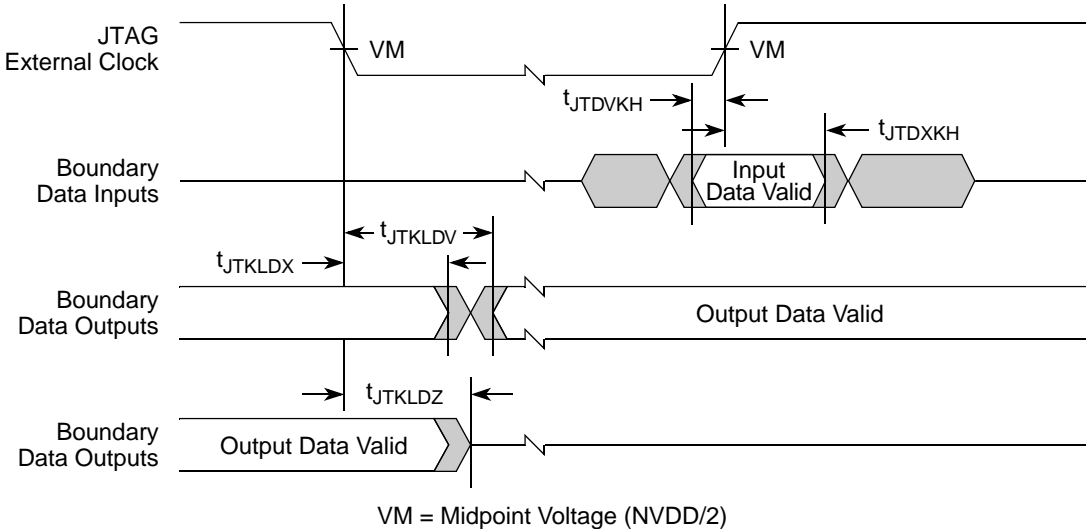 JTAG
External Clock
VM
VM
tJTDVKH
tJTDXKH
Boundary
Data Inputs
Input
Data Valid
tJTKLDV
tJTKLDX
Boundary
Data Outputs
Output Data Valid
tJTKLDZ
Boundary
Data Outputs
Output Data Valid
VM = Midpoint Voltage (NVDD/2)